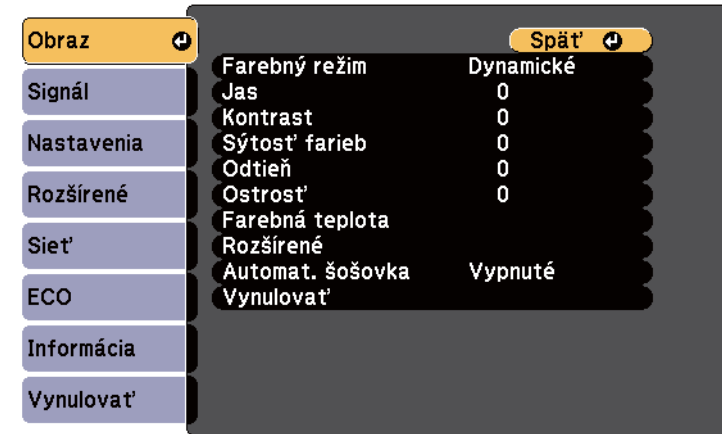 Obraz
Signál
Nastavenia
Rozšírené
Sieť
ECO
Informácia
Vynulovať
Späť
Farebný režim Dynamické
Jas 0
Kontrast 0
Sýtosť farieb 0
Odtieň 0
Ostrosť 0
Farebná teplota
Rozšírené
Automat. šošovka Vypnuté
Vynulovať